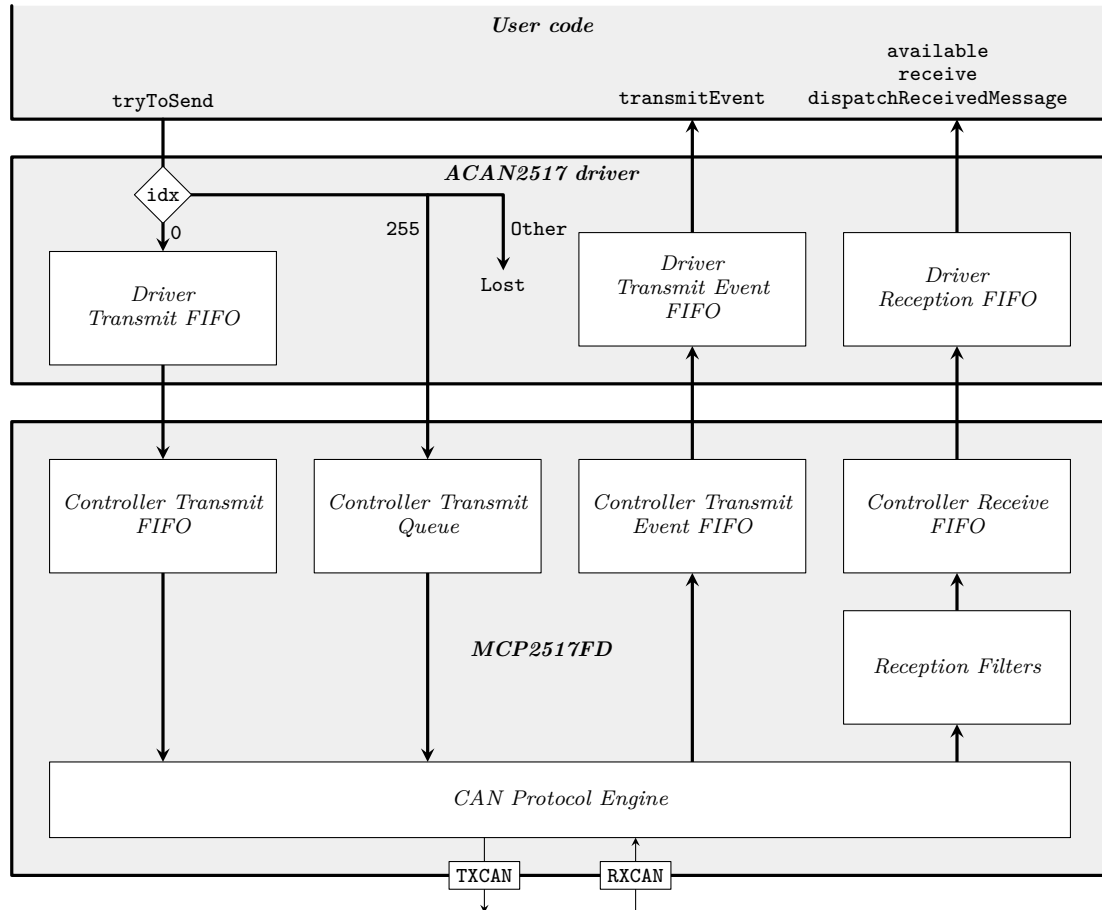 User code
tryToSend
transmitEvent
available
receive
dispatchReceivedMessage
ACAN2517 driver
idx
0
255
Other
Lost
Driver
Transmit FIFO
Driver
Transmit Event
FIFO
Driver
Reception FIFO
Controller Transmit
FIFO
Controller Transmit
Queue
Controller Transmit
Event FIFO
Controller Receive
FIFO
MCP2517FD
Reception Filters
CAN Protocol Engine
TXCAN
RXCAN